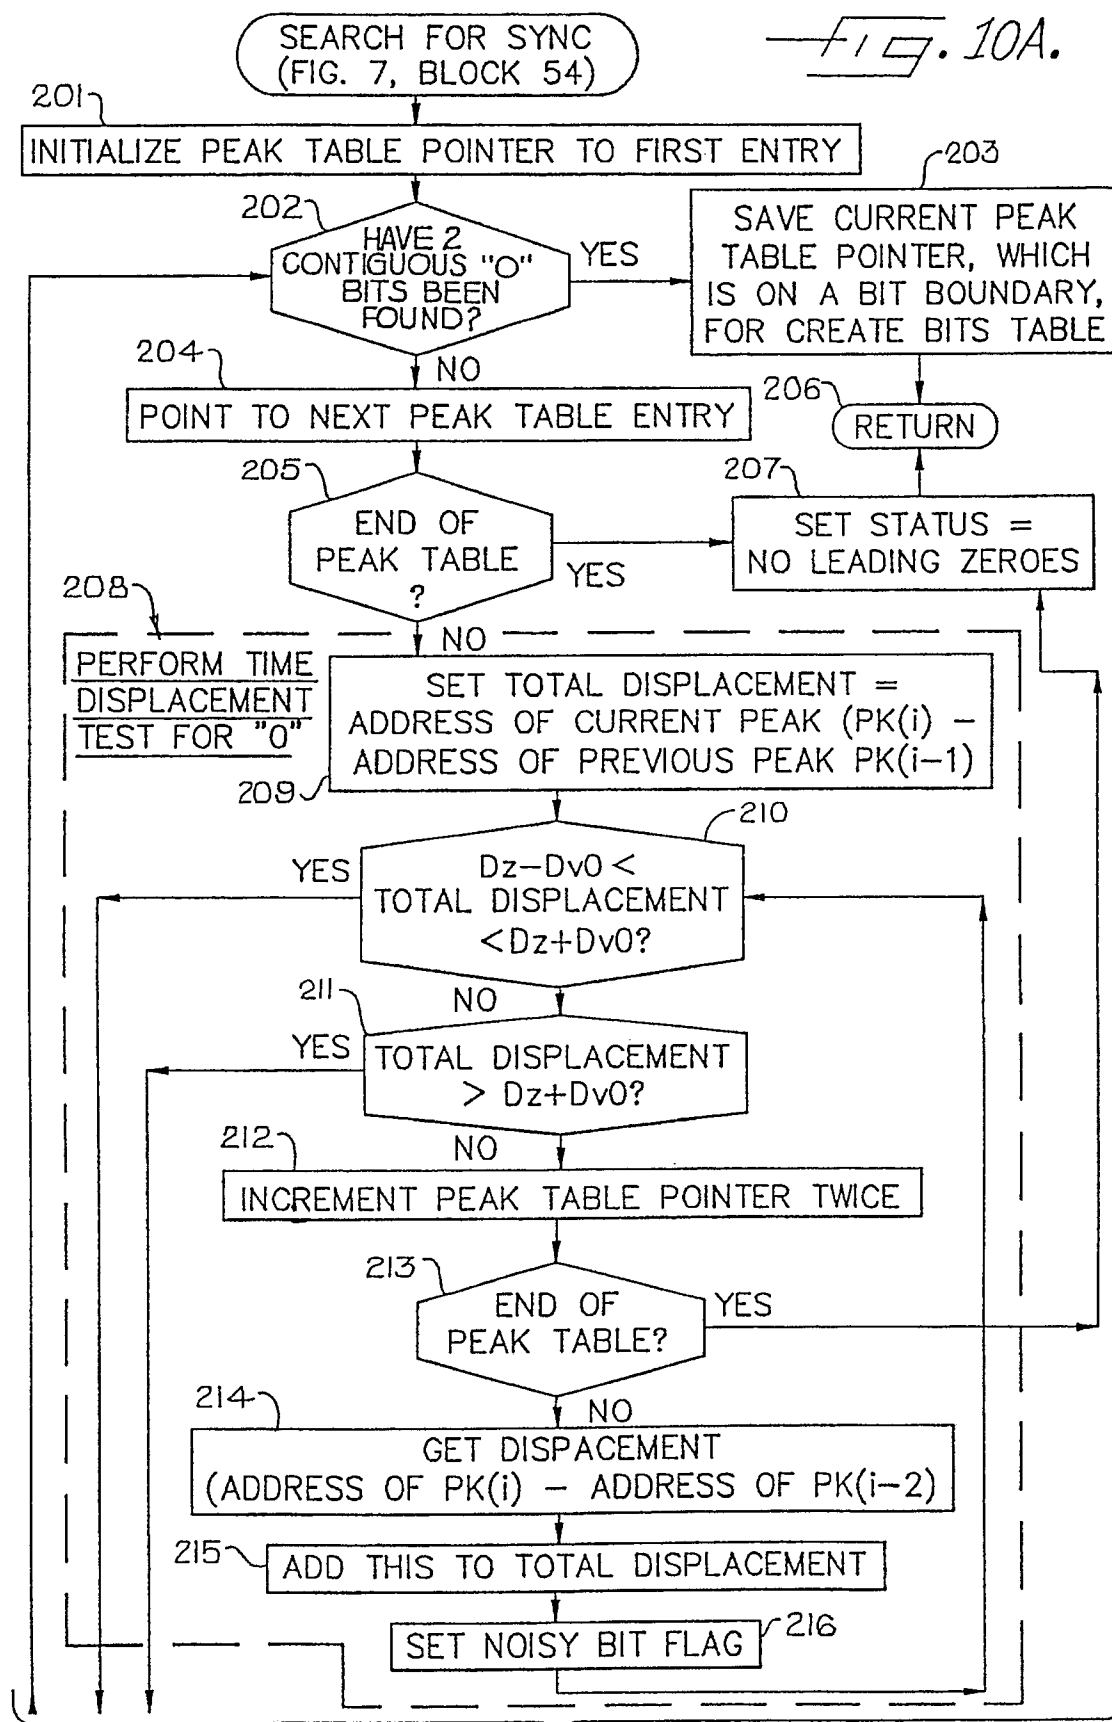 SEARCH FOR SYNC
(FIG. 7, BLOCK 54)
Fig. 10A.
201
INITIALIZE PEAK TABLE POINTER TO FIRST ENTRY
202
HAVE 2
CONTIGUOUS "0"
BITS BEEN
FOUND?
YES
203
SAVE CURRENT PEAK
TABLE POINTER, WHICH
IS ON A BIT BOUNDARY,
FOR CREATE BITS TABLE
NO
204
POINT TO NEXT PEAK TABLE ENTRY
206
RETURN
205
END OF
PEAK TABLE
?
YES
207
SET STATUS =
NO LEADING ZEROES
NO
208
PERFORM TIME
DISPLACEMENT
TEST FOR "0"
SET TOTAL DISPLACEMENT =
ADDRESS OF CURRENT PEAK (PK(i) –
ADDRESS OF PREVIOUS PEAK PK(i–1)
209
210
YES
Dz–Dv0 <
TOTAL DISPLACEMENT
<Dz+Dv0?
NO
211
YES
TOTAL DISPLACEMENT
> Dz+Dv0?
NO
212
INCREMENT PEAK TABLE POINTER TWICE
213
END OF
PEAK TABLE?
YES
NO
214
GET DISPACEMENT
(ADDRESS OF PK(i) – ADDRESS OF PK(i–2)
215
ADD THIS TO TOTAL DISPLACEMENT
SET NOISY BIT FLAG
216